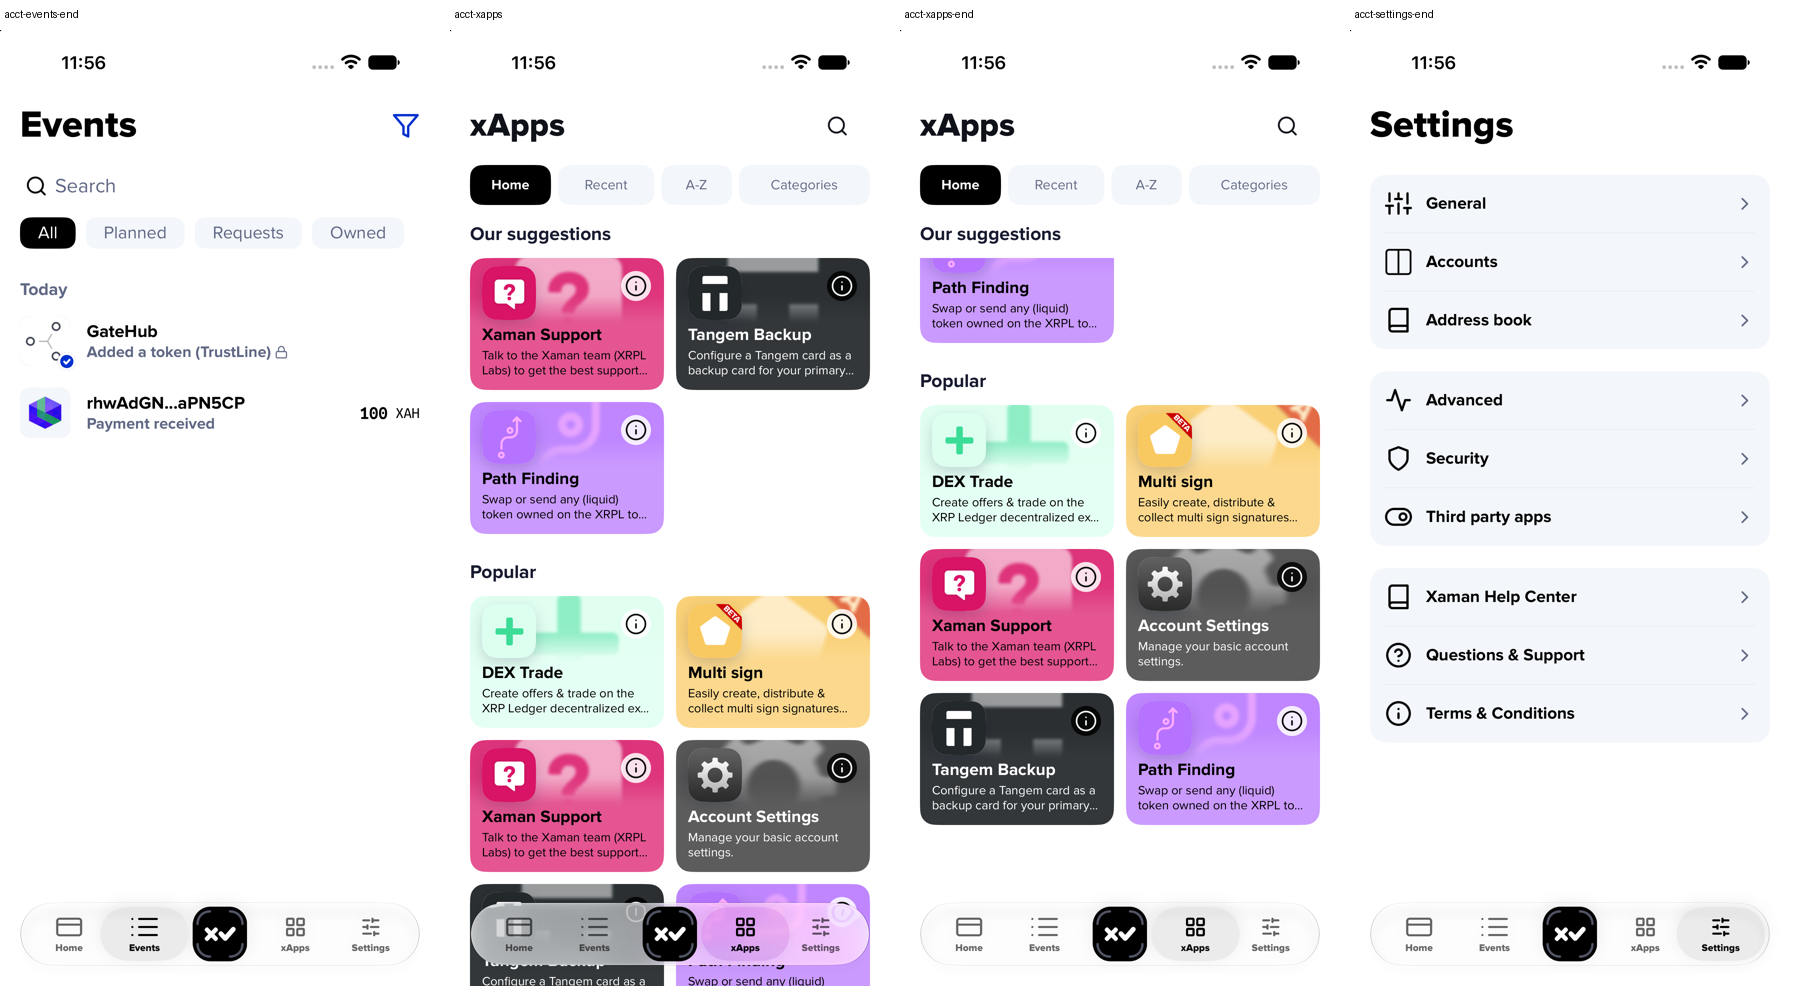 acct-events-end
11:56
Events
Search
All
Planned
Requests
Owned
Today
GateHub
Added a token (TrustLine)
rhwAdGN...aPN5CP
Payment received
100 XAH
Home
Events
xApps
Settings
acct-xapps
11:56
xApps
Home
Recent
A-Z
Categories
Our suggestions
Xaman Support
Talk to the Xaman team (XRPL
Labs) to get the best support...
Tangem Backup
Configure a Tangem card as a
backup card for your primary...
Path Finding
Swap or send any (liquid)
token owned on the XRPL to...
Popular
DEX Trade
Create offers & trade on the
XRP Ledger decentralized ex...
BETA
Multi sign
Easily create, distribute &
collect multi sign signatures...
Xaman Support
Talk to the Xaman team (XRPL
Labs) to get the best support...
Account Settings
Manage your basic account
settings.
Home
Events
xApps
Settings
Tangem Backup
Configure a Tangem card as a
Path Finding
Swap or send any (liquid)
acct-xapps-end
11:56
xApps
Home
Recent
A-Z
Categories
Our suggestions
Path Finding
Swap or send any (liquid)
token owned on the XRPL to...
Popular
DEX Trade
Create offers & trade on the
XRP Ledger decentralized ex...
BETA
Multi sign
Easily create, distribute &
collect multi sign signatures...
Xaman Support
Talk to the Xaman team (XRPL
Labs) to get the best support...
Account Settings
Manage your basic account
settings.
Tangem Backup
Configure a Tangem card as a
backup card for your primary...
Path Finding
Swap or send any (liquid)
token owned on the XRPL to...
Home
Events
xApps
Settings
acct-settings-end
11:56
Settings
General
Accounts
Address book
Advanced
Security
Third party apps
Xaman Help Center
Questions & Support
Terms & Conditions
Home
Events
xApps
Settings